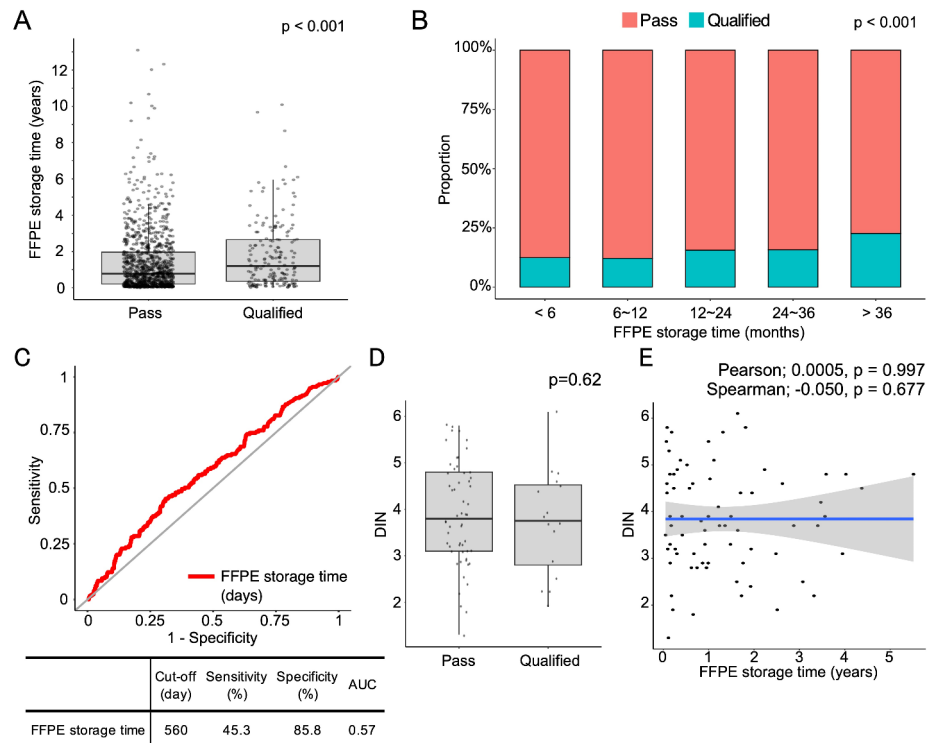 A
p < 0.001
FFPE storage time (years)
12
10
8
6
4
2
0
Pass
Qualified
B
Pass
Qualified
p < 0.001
Proportion
100%
75%
50%
25%
0%
< 6
6~12
12~24
24~36
> 36
FFPE storage time (months)
C
Sensitivity
1
0.75
0.5
0.25
0
FFPE storage time
(days)
0
0.25
0.5
0.75
1
1 - Specificity
Cut-off
(day)
Sensitivity
(%)
Specificity
(%)
AUC
FFPE storage time
560
45.3
85.8
0.57
D
p=0.62
DIN
6
5
4
3
2
Pass
Qualified
E
Pearson; 0.0005, p = 0.997
Spearman; -0.050, p = 0.677
DIN
6
5
4
3
2
0
1
2
3
4
5
FFPE storage time (years)